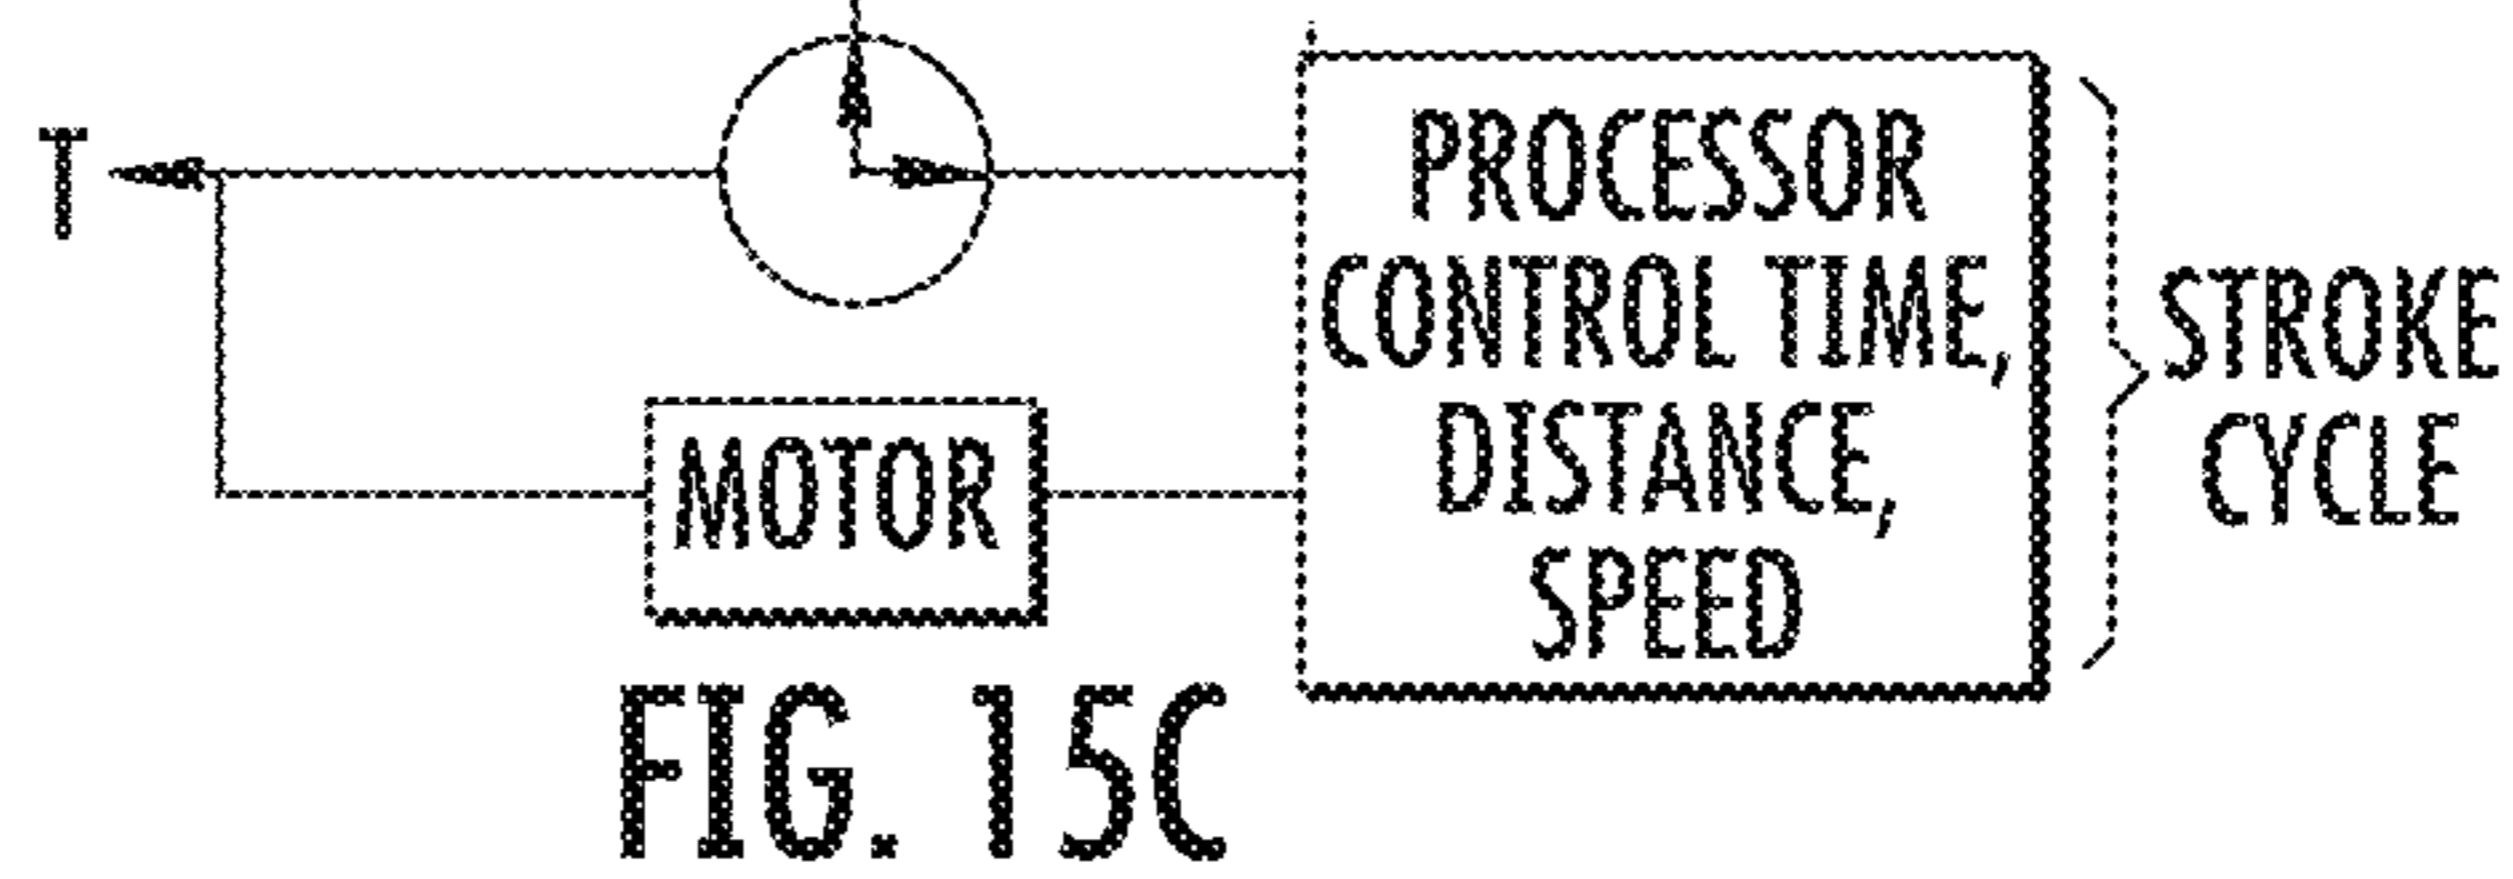 T
PROCESSOR
CONTROL TIME,
DISTANCE,
SPEED
STROKE
CYCLE
MOTOR
FIG. 15C